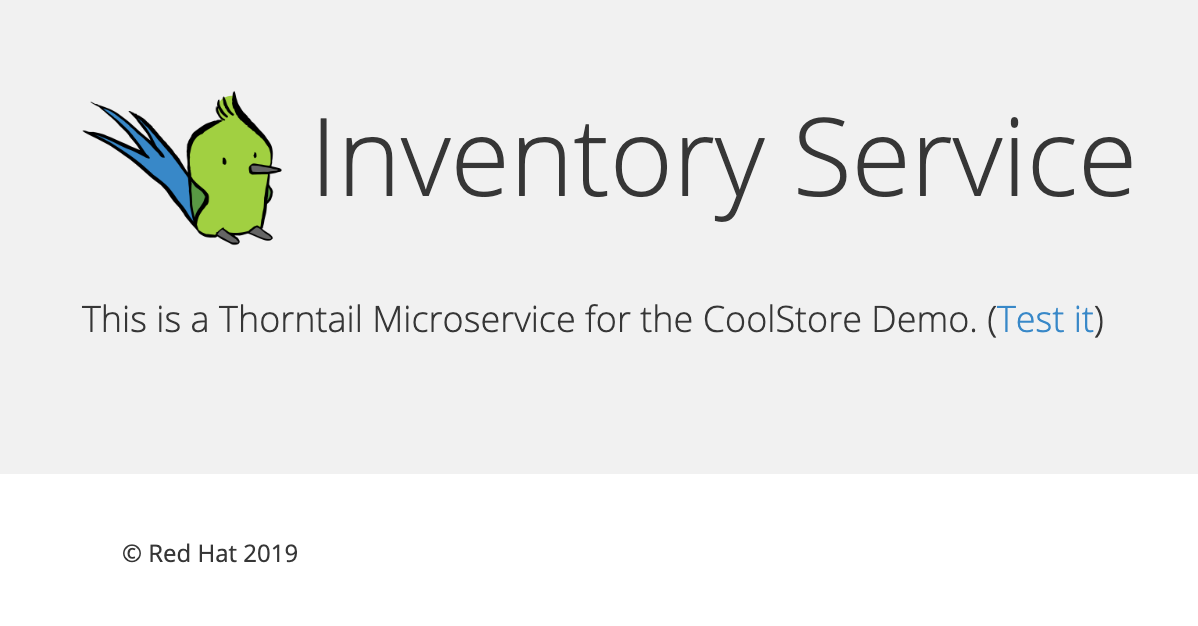 Inventory Service
This is a Thorntail Microservice for the CoolStore Demo. (Test it)
© Red Hat 2019